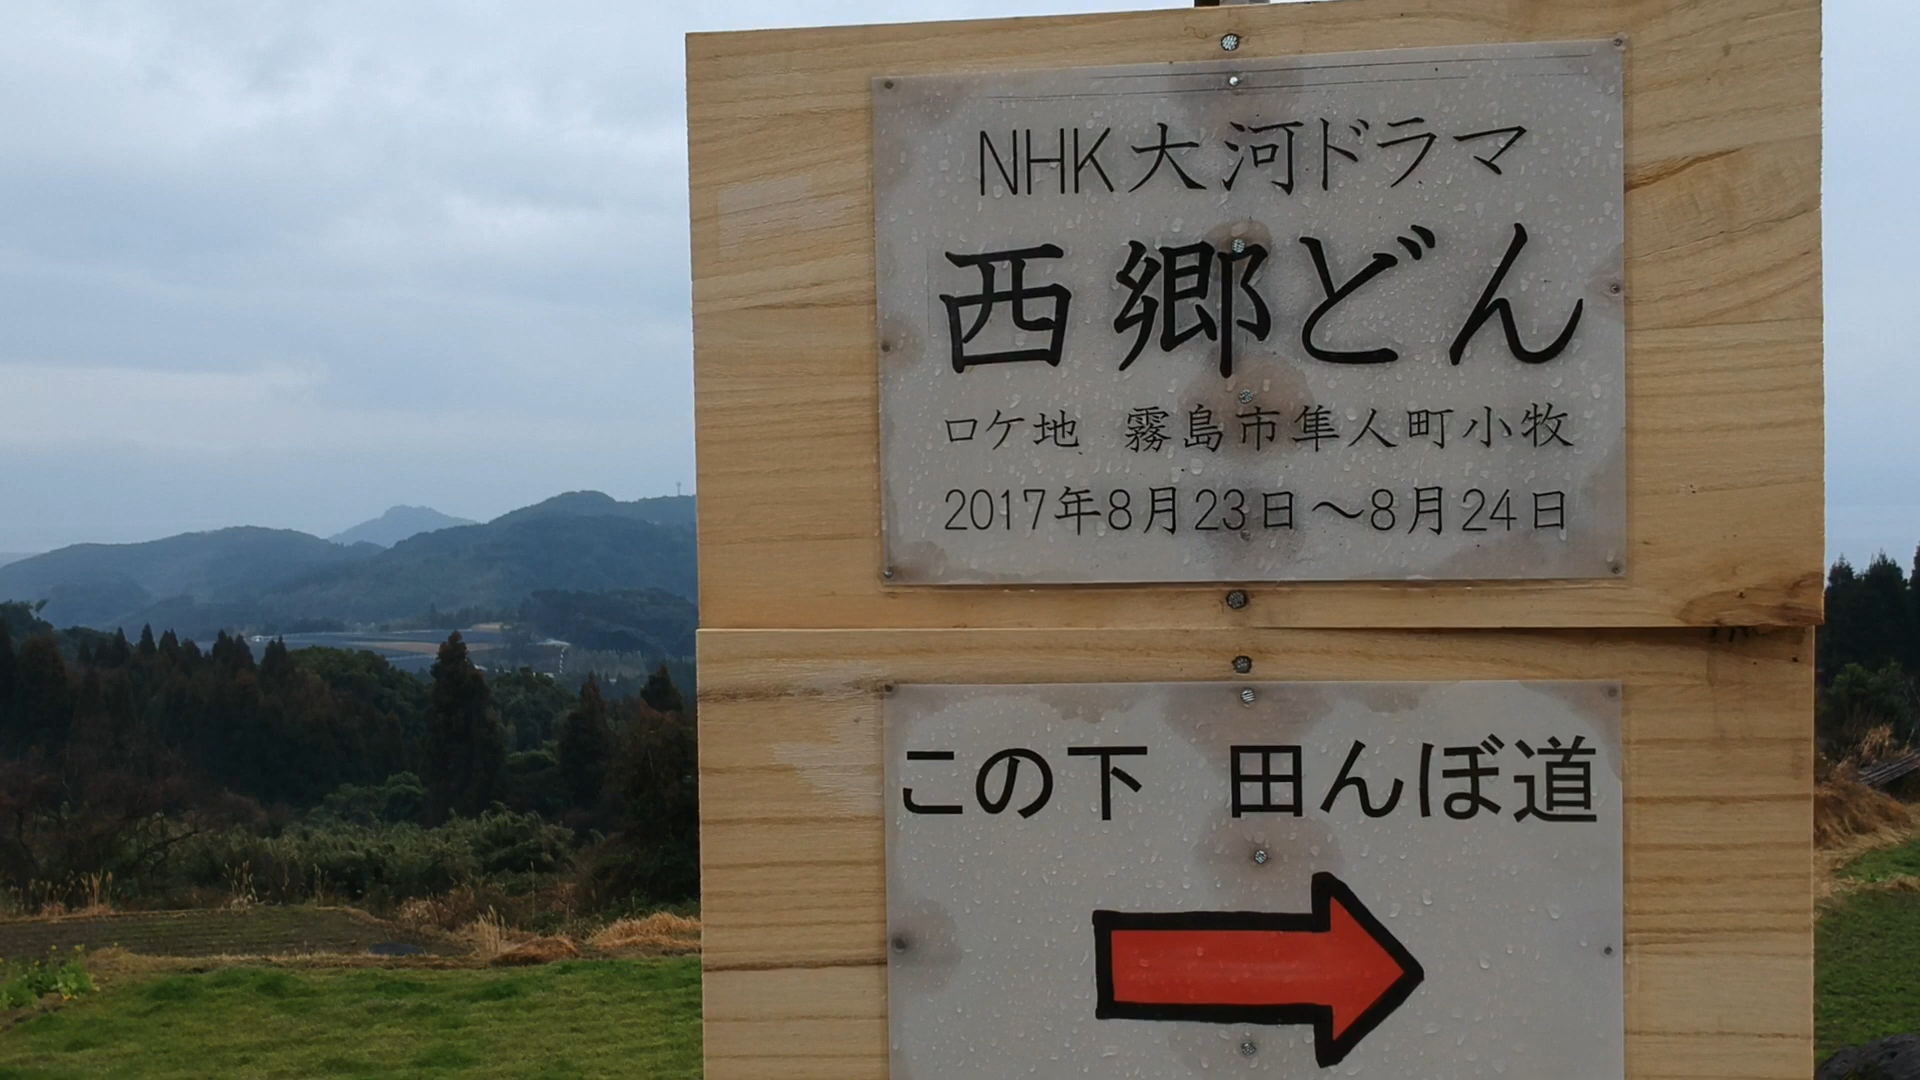 NHK大河ドラマ
西郷どん
ロケ地 霧島市隼人町小牧
2017年8月23日～8月24日
この下 田んぼ道